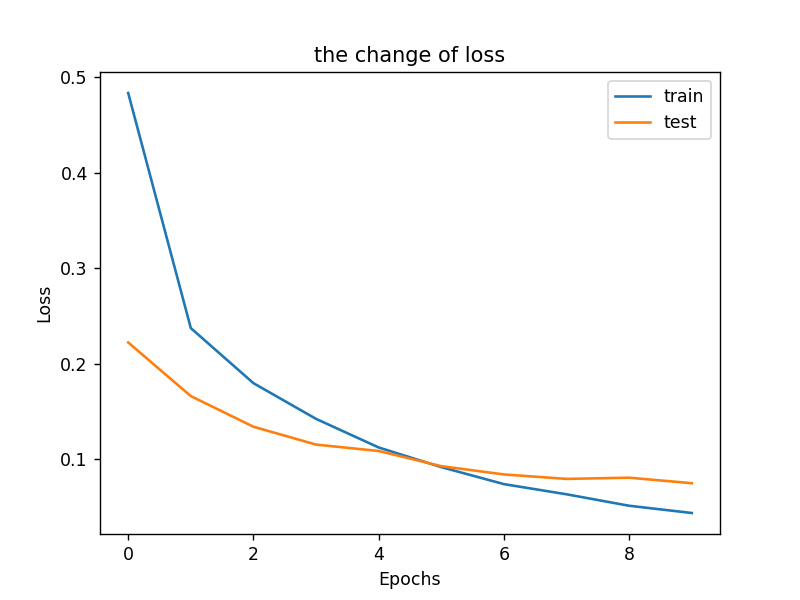 the change of loss
train
test
0.5
0.4
0.3
0.2
0.1
Loss
0 2 4 6 8
Epochs